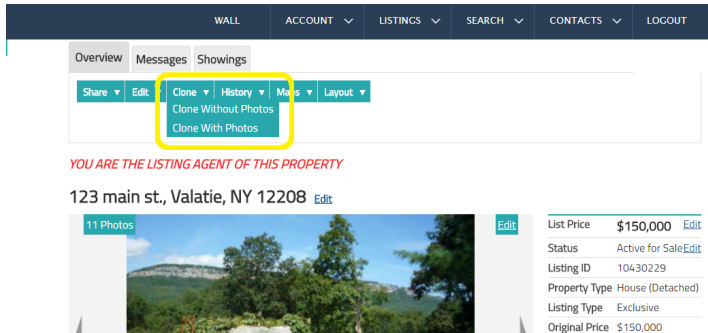 WALL ACCOUNT LISTINGS SEARCH CONTACTS LOGOUT
Overview Messages Showings
Share ▼ Edit ▼ Clone ▼ History ▼ Maps ▼ Layout ▼
Clone Without Photos
Clone With Photos
YOU ARE THE LISTING AGENT OF THIS PROPERTY
123 main st., Valatie, NY 12208 Edit
11 Photos Edit
List Price $150,000 Edit
Status Active for Sale Edit
Listing ID 10430229
Property Type House (Detached)
Listing Type Exclusive
Original Price $150,000